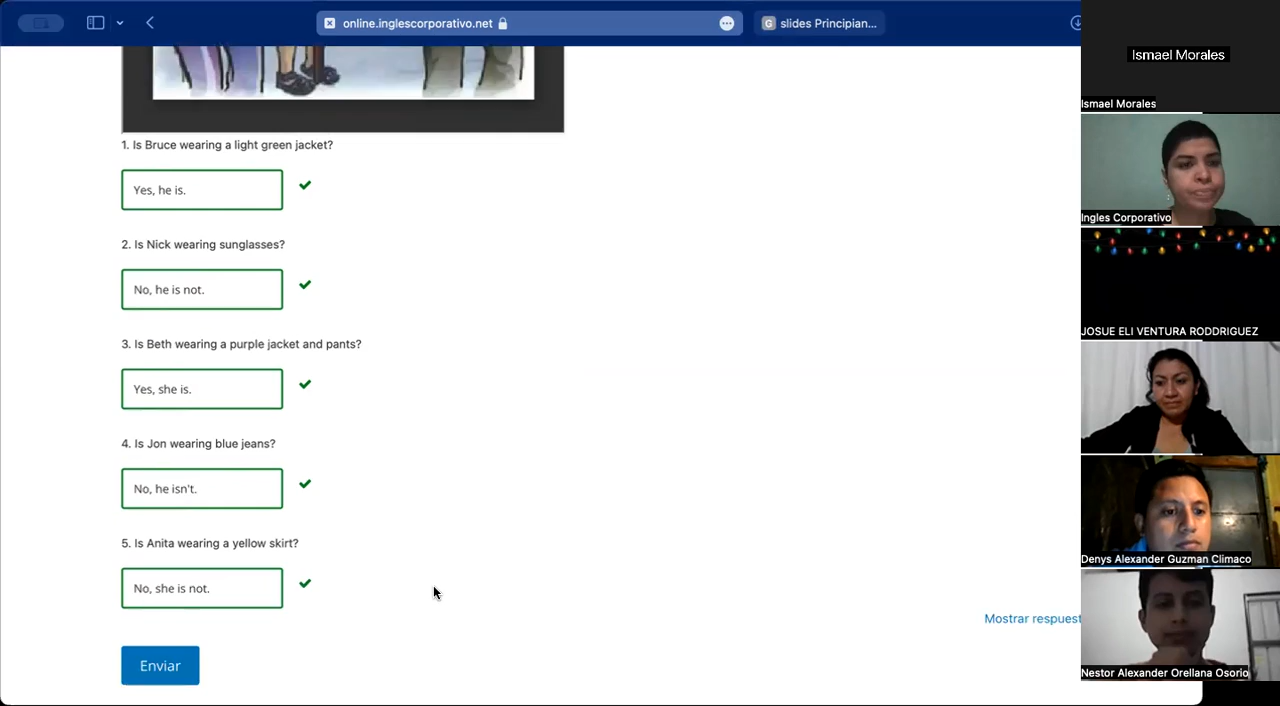 online.inglescorporativo.net
G slides Principian...
1. Is Bruce wearing a light green jacket?
Yes, he is.
2. Is Nick wearing sunglasses?
No, he is not.
3. Is Beth wearing a purple jacket and pants?
Yes, she is.
4. Is Jon wearing blue jeans?
No, he isn't.
5. Is Anita wearing a yellow skirt?
No, she is not.
Mostrar respuest
Enviar
Ismael Morales
Ismael Morales
Ingles Corporativo
JOSUE ELI VENTURA RODDRIGUEZ
Denys Alexander Guzman Climaco
Nestor Alexander Orellana Osorio